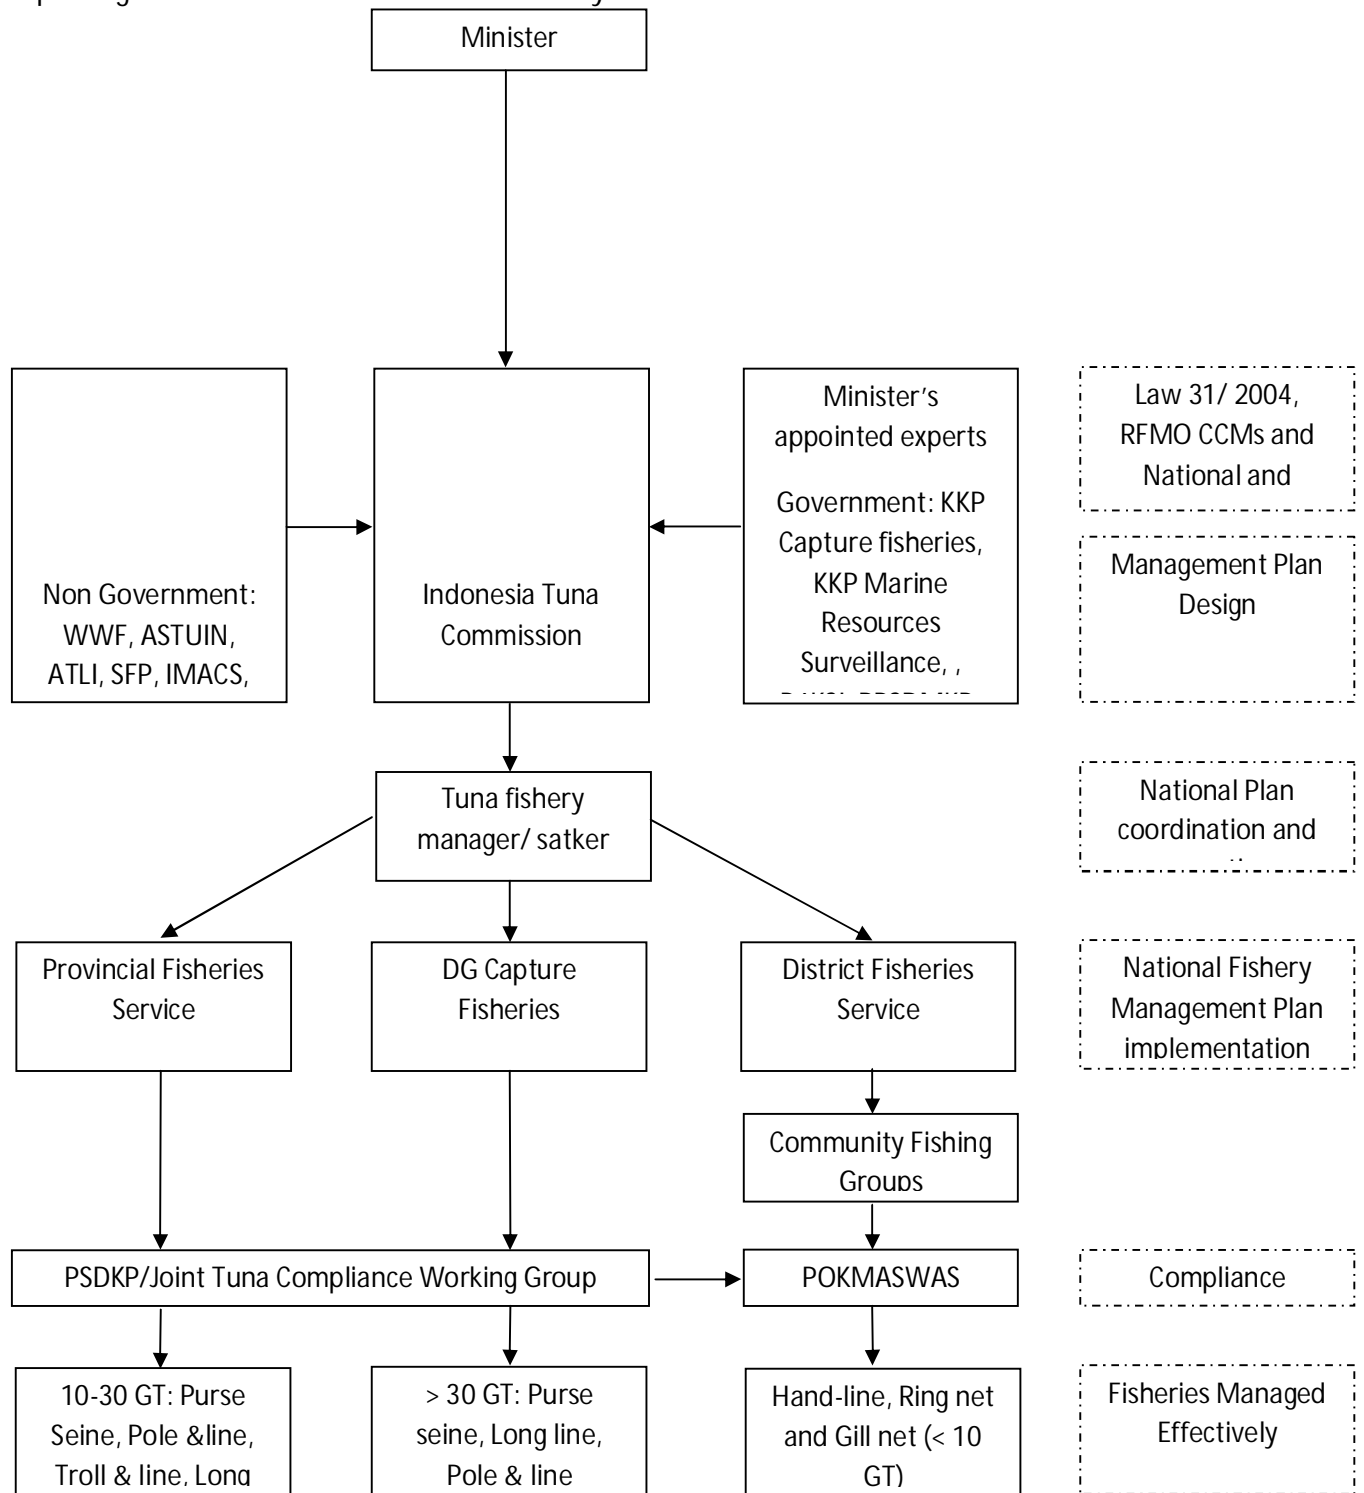 Minister
Non Government:
WWF, ASTUIN,
ATLI, SFP, IMACS,
Indonesia Tuna
Commission
Minister's
appointed experts
Government: KKP
Capture fisheries,
KKP Marine
Resources
Surveillance, ,
Law 31/ 2004,
RFMO CCMs and
National and
Management Plan
Design
Tuna fishery
manager/ satker
National Plan
coordination and
Provincial Fisheries
Service
DG Capture
Fisheries
District Fisheries
Service
National Fishery
Management Plan
implementation
Community Fishing
Groups
PSDKP/Joint Tuna Compliance Working Group
POKMASWAS
Compliance
10-30 GT: Purse
Seine, Pole &line,
Troll & line, Long
> 30 GT: Purse
seine, Long line,
Pole & line
Hand-line, Ring net
and Gill net (< 10
GT)
Fisheries Managed
Effectively